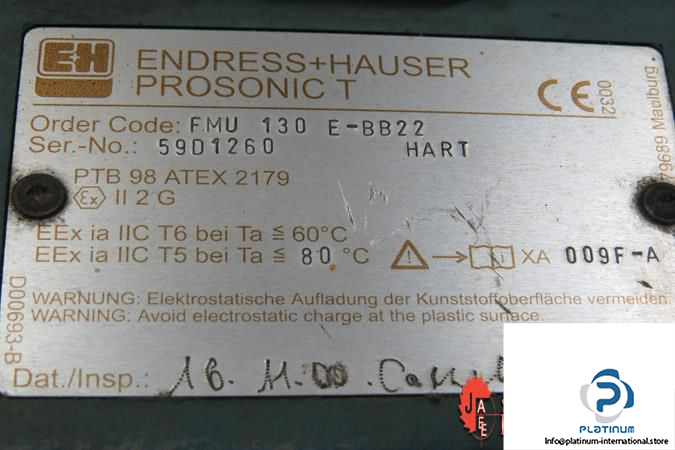 EH
ENDRESS+HAUSER
PROSONIC T
CE 0032
79689 Maulburg
Order Code: FMU 130 E-BB22
Ser.-No.: 59D1260 HART
PTB 98 ATEX 2179
Ex II 2 G
EEx ia IIC T6 bei Ta ≦ 60°C
EEx ia IIC T5 bei Ta ≦ 80 °C ⚠ → i XA 009F-A
WARNUNG: Elektrostatische Aufladung der Kunststoffoberfläche vermeiden.
WARNING: Avoid electrostatic charge at the plastic surface.
Dat./Insp.: 16. 11. 00
D00693-B
JAEE
PLATINUM
Info@platinum-international.store